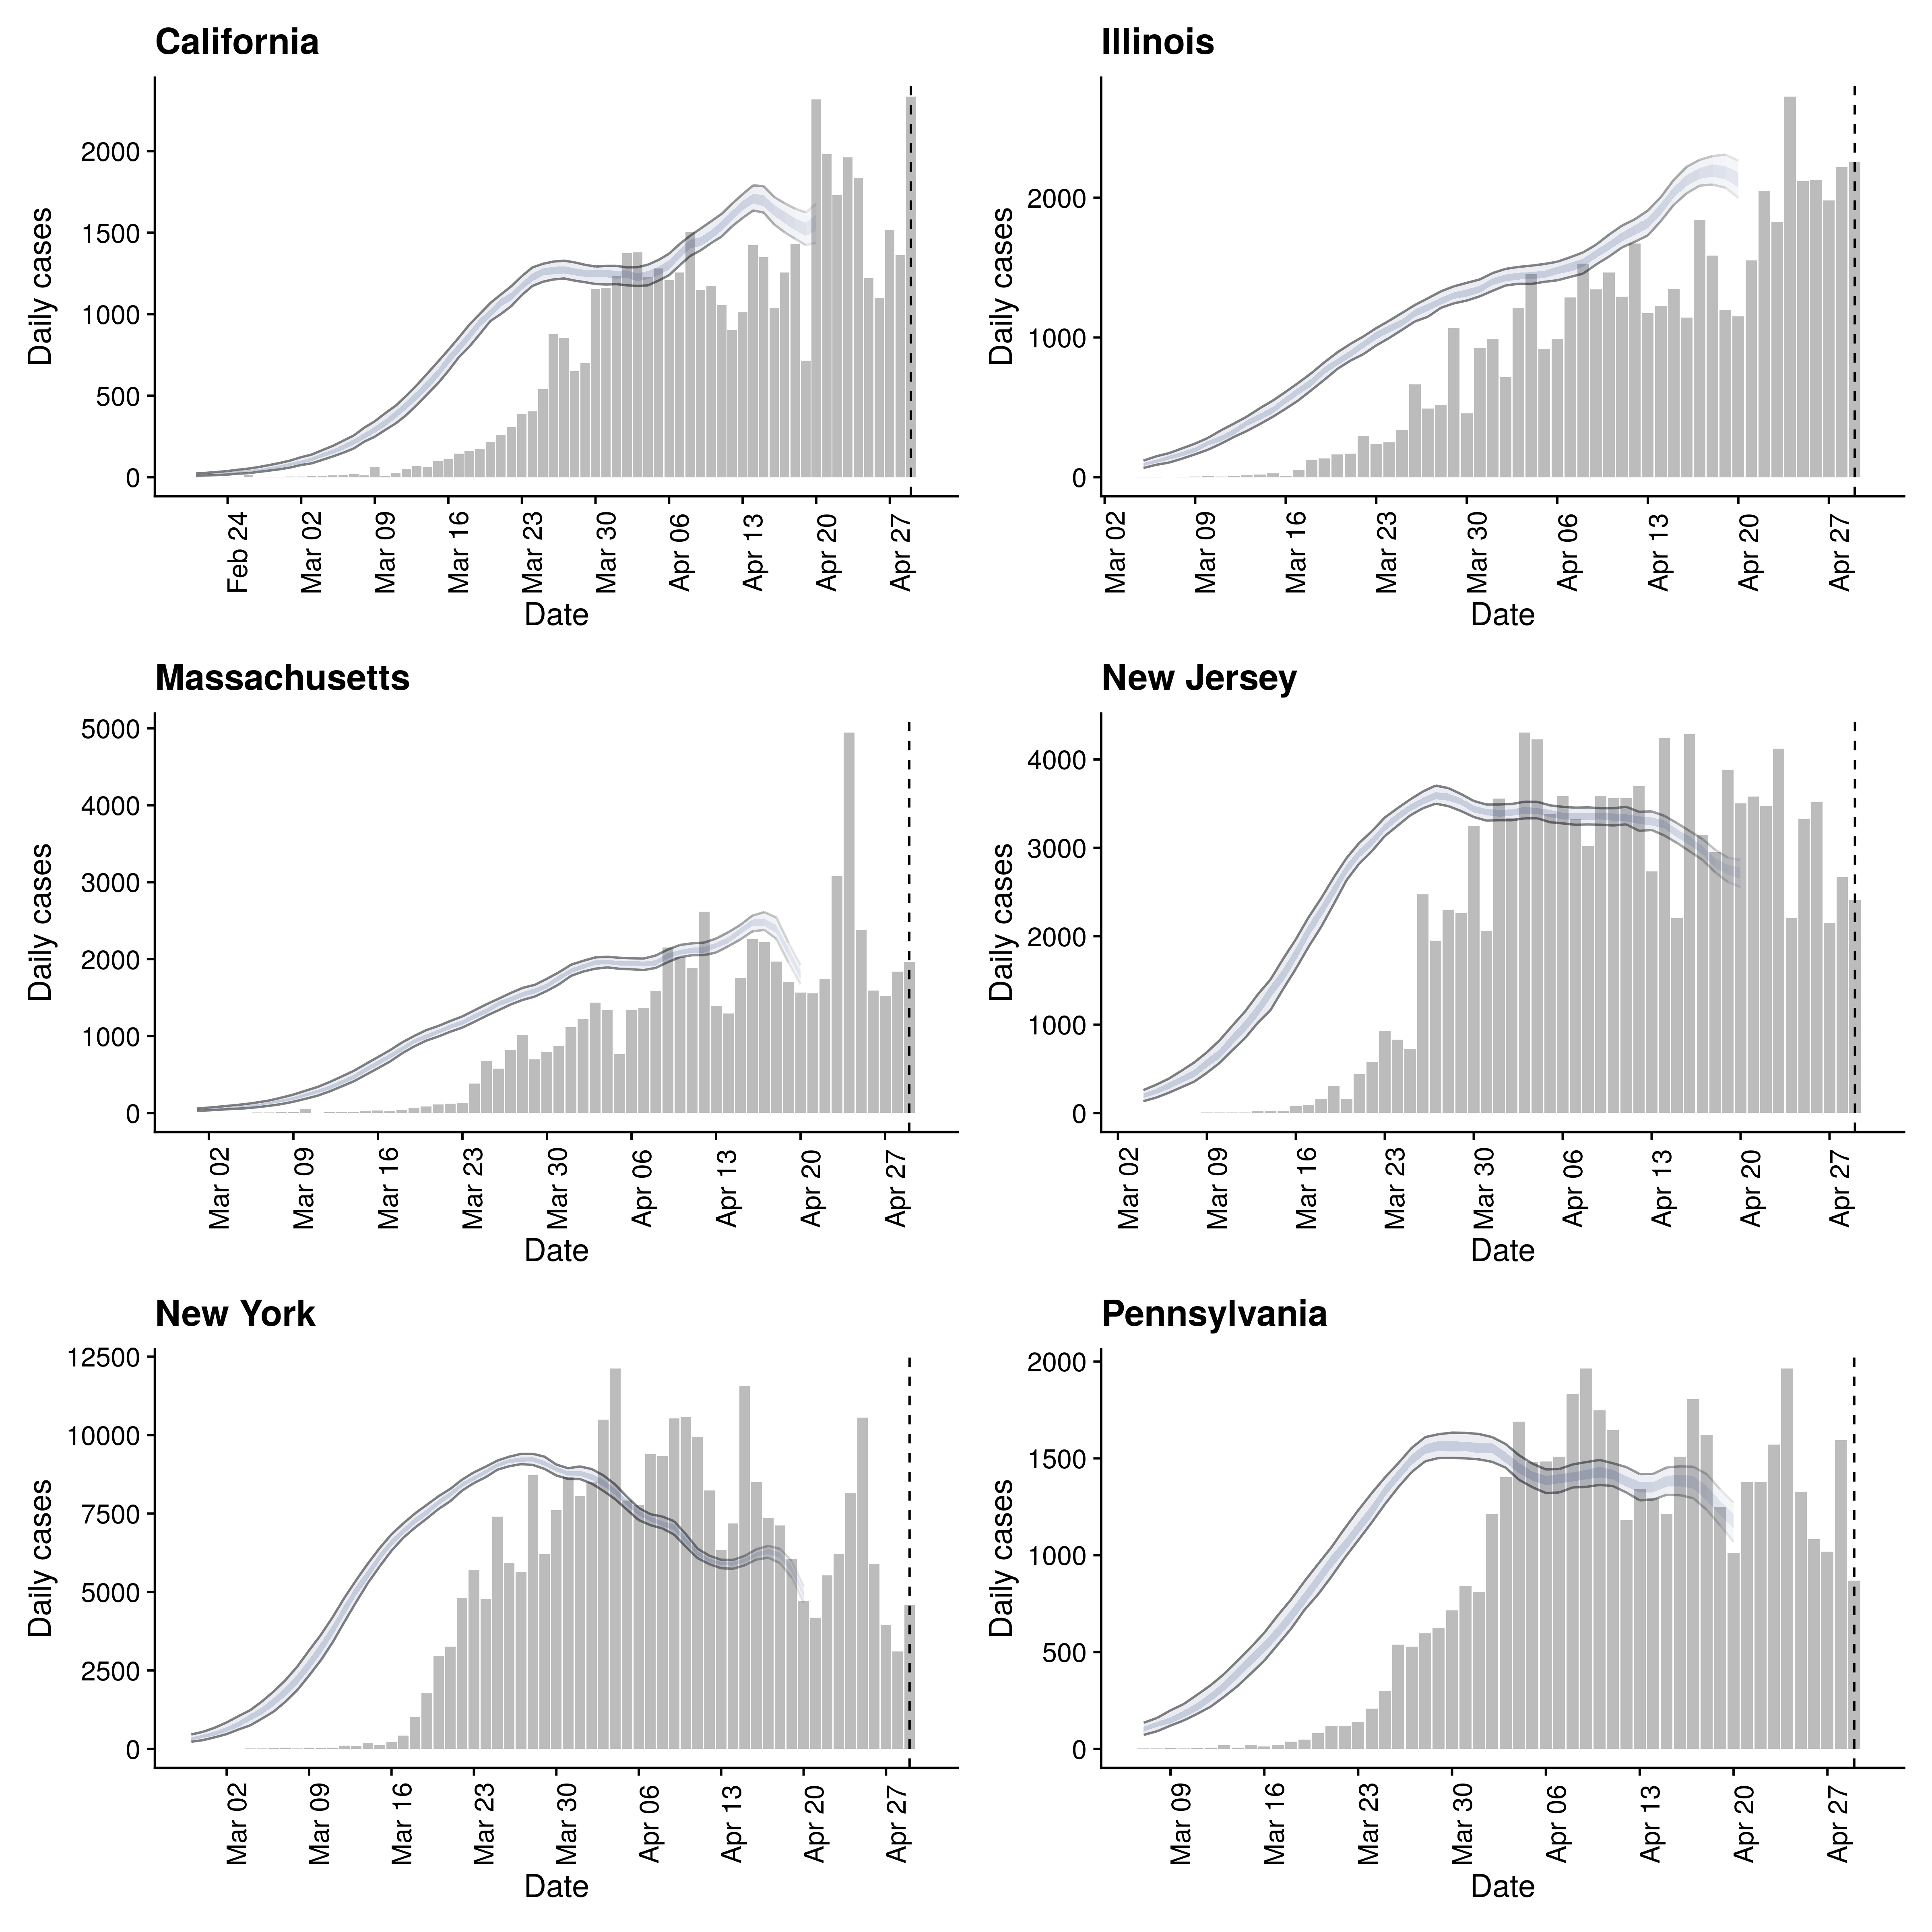 California
Daily cases
2000
1500
1000
500
0
Feb 24
Mar 02
Mar 09
Mar 16
Mar 23
Mar 30
Apr 06
Apr 13
Apr 20
Apr 27
Date
Illinois
Daily cases
2000
1000
0
Mar 02
Mar 09
Mar 16
Mar 23
Mar 30
Apr 06
Apr 13
Apr 20
Apr 27
Date
Massachusetts
Daily cases
5000
4000
3000
2000
1000
0
Mar 02
Mar 09
Mar 16
Mar 23
Mar 30
Apr 06
Apr 13
Apr 20
Apr 27
Date
New Jersey
Daily cases
4000
3000
2000
1000
0
Mar 02
Mar 09
Mar 16
Mar 23
Mar 30
Apr 06
Apr 13
Apr 20
Apr 27
Date
New York
Daily cases
12500
10000
7500
5000
2500
0
Mar 02
Mar 09
Mar 16
Mar 23
Mar 30
Apr 06
Apr 13
Apr 20
Apr 27
Date
Pennsylvania
Daily cases
2000
1500
1000
500
0
Mar 09
Mar 16
Mar 23
Mar 30
Apr 06
Apr 13
Apr 20
Apr 27
Date